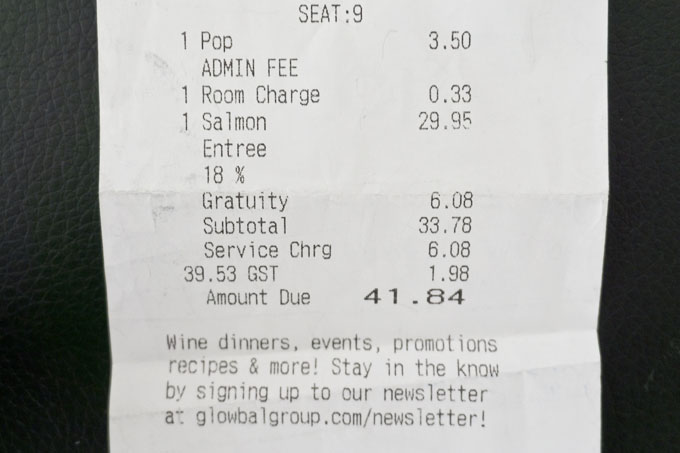 SEAT:9
1 Pop 3.50
ADMIN FEE
1 Room Charge 0.33
1 Salmon 29.95
Entree
18 %
Gratuity 6.08
Subtotal 33.78
Service Chrg 6.08
39.53 GST 1.98
Amount Due 41.84
Wine dinners, events, promotions
recipes & more! Stay in the know
by signing up to our newsletter
at glowbalgroup.com/newsletter!